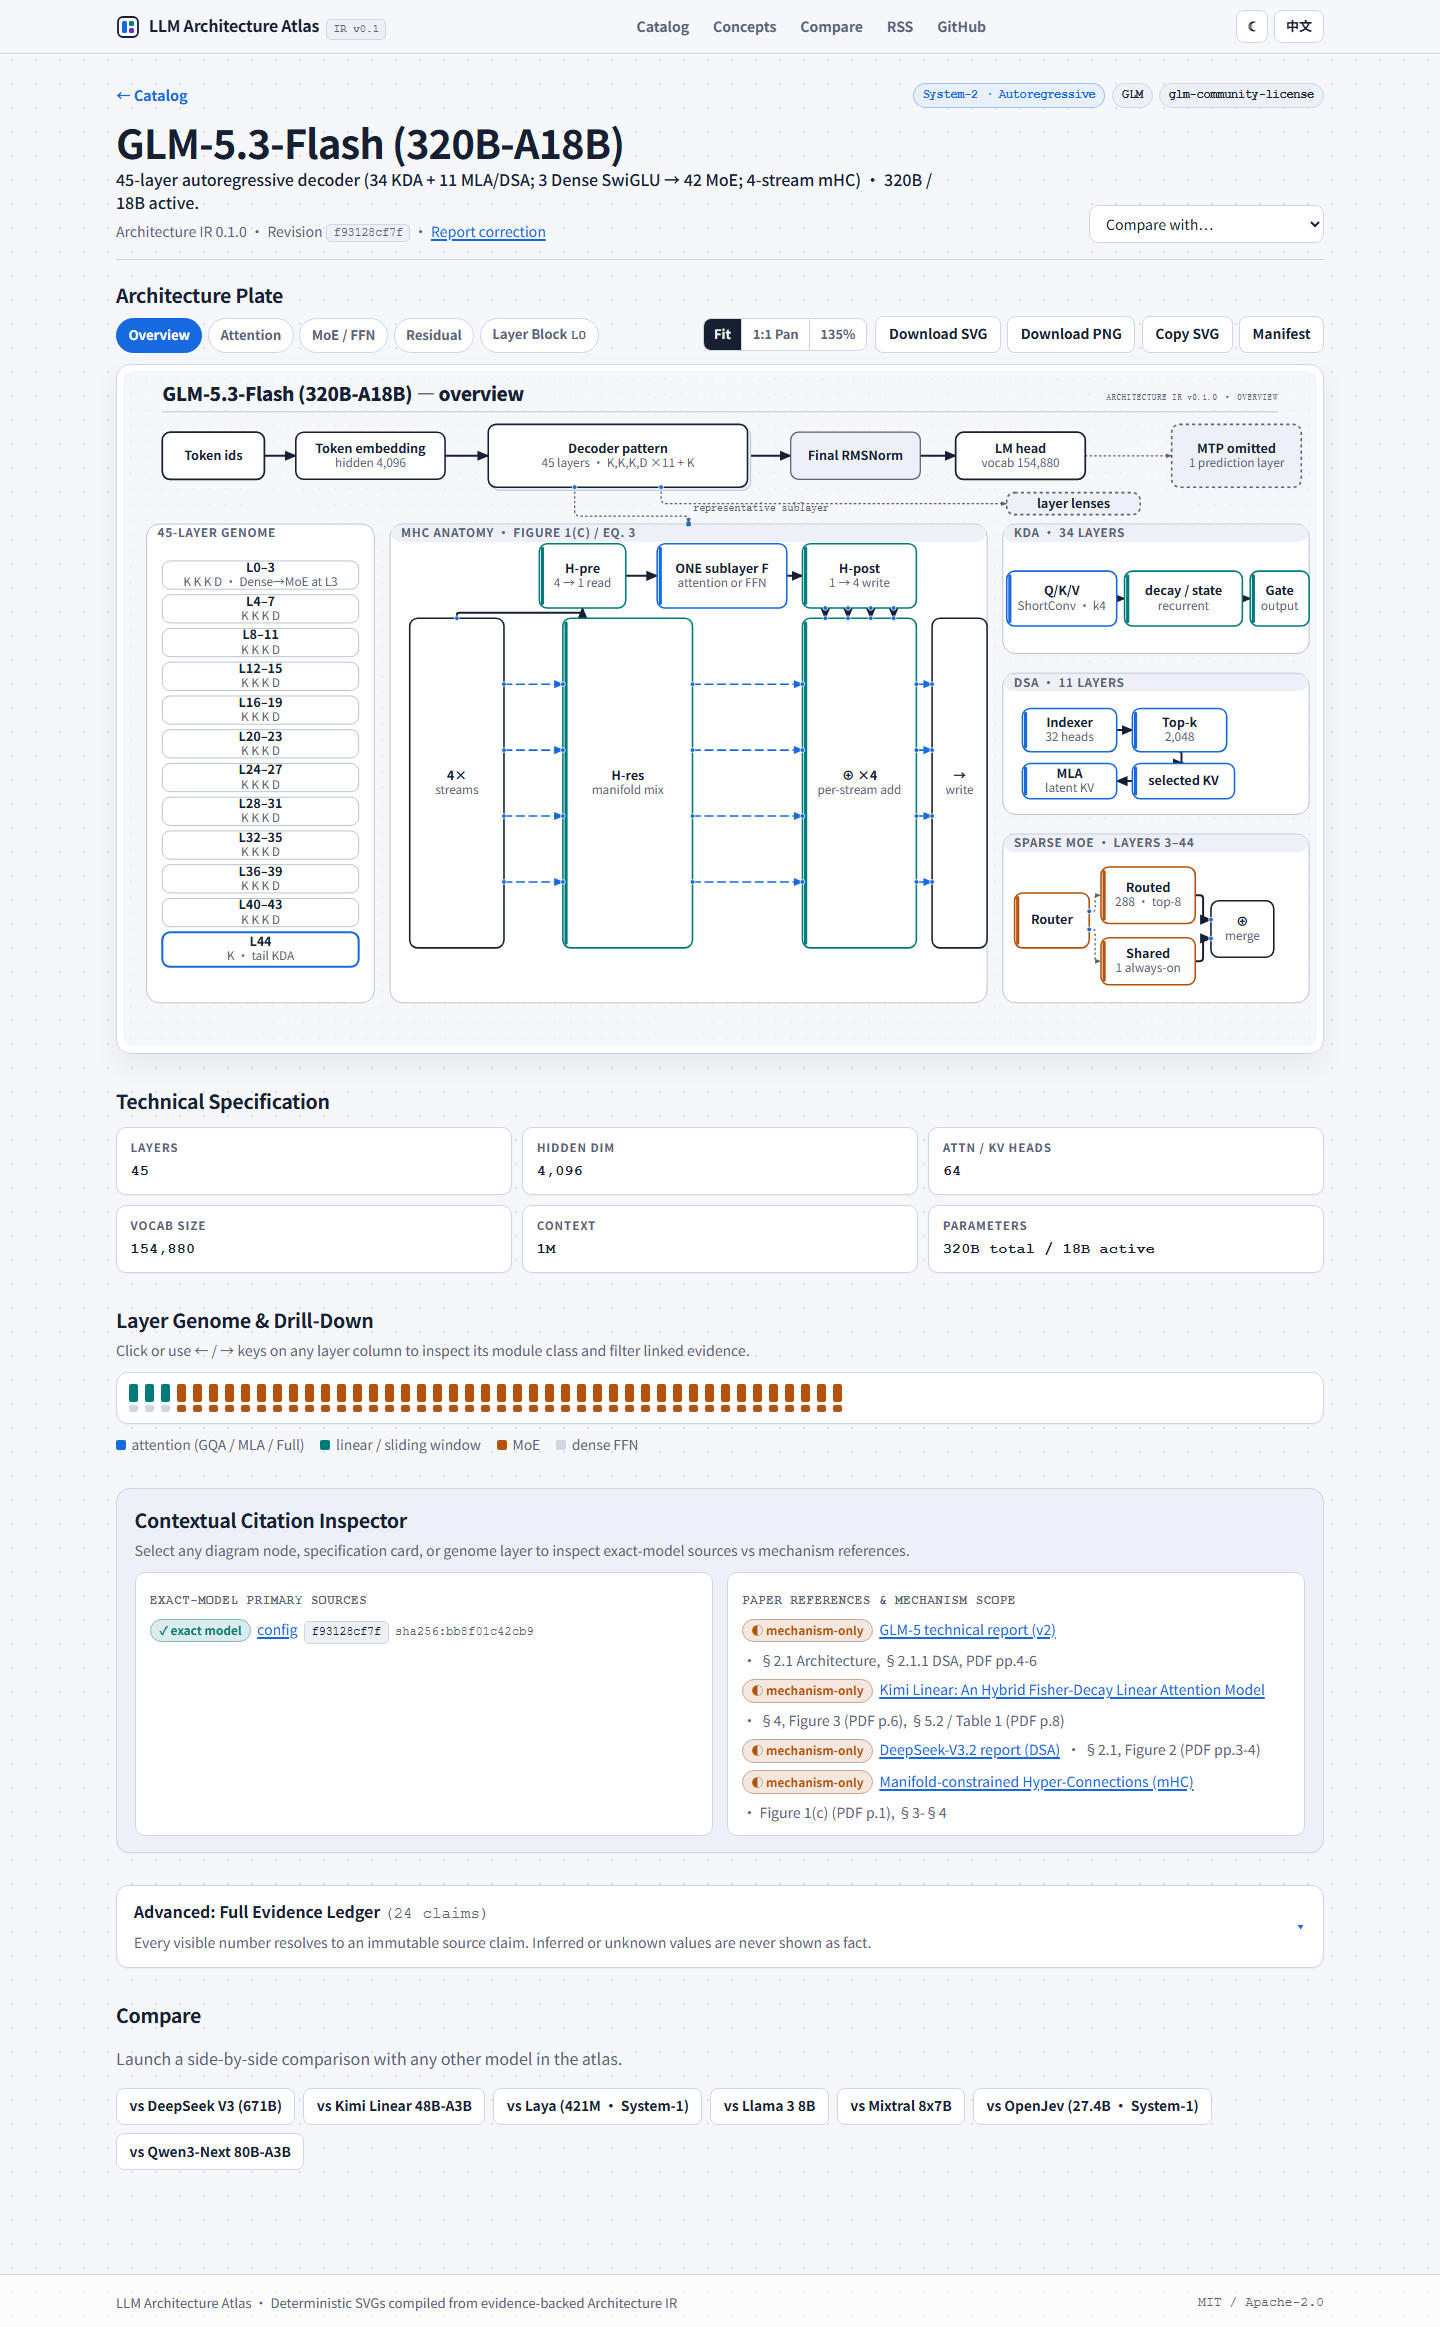 LLM Architecture Atlas IR v0.1
Catalog Concepts Compare RSS GitHub
中文
← Catalog
System-2 · Autoregressive GLM glm-community-license
GLM-5.3-Flash (320B-A18B)
45-layer autoregressive decoder (34 KDA + 11 MLA/DSA; 3 Dense SwiGLU → 42 MoE; 4-stream mHC) • 320B /
18B active.
Architecture IR 0.1.0 • Revision f93128cf7f • Report correction
Compare with...
Architecture Plate
Overview Attention MoE / FFN Residual Layer Block L0
Fit 1:1 Pan 135% Download SVG Download PNG Copy SVG Manifest
GLM-5.3-Flash (320B-A18B) — overview
ARCHITECTURE IR v0.1.0 • OVERVIEW
Token ids
Token embedding
hidden 4,096
Decoder pattern
45 layers • K,K,K,D ×11 + K
Final RMSNorm
LM head
vocab 154,880
MTP omitted
1 prediction layer
representative sublayer
layer lenses
45-LAYER GENOME
L0–3
K K K D • Dense→MoE at L3
L4–7
K K K D
L8–11
K K K D
L12–15
K K K D
L16–19
K K K D
L20–23
K K K D
L24–27
K K K D
L28–31
K K K D
L32–35
K K K D
L36–39
K K K D
L40–43
K K K D
L44
K • tail KDA
MHC ANATOMY • FIGURE 1(C) / EQ. 3
H-pre
4 → 1 read
ONE sublayer F
attention or FFN
H-post
1 → 4 write
4×
streams
H-res
manifold mix
⊕ ×4
per-stream add
→
write
KDA • 34 LAYERS
Q/K/V
ShortConv • k4
decay / state
recurrent
Gate
output
DSA • 11 LAYERS
Indexer
32 heads
Top-k
2,048
MLA
latent KV
selected KV
SPARSE MOE • LAYERS 3–44
Router
Routed
288 • top-8
Shared
1 always-on
⊕
merge
Technical Specification
LAYERS
45
HIDDEN DIM
4,096
ATTN / KV HEADS
64
VOCAB SIZE
154,880
CONTEXT
1M
PARAMETERS
320B total / 18B active
Layer Genome & Drill-Down
Click or use ← / → keys on any layer column to inspect its module class and filter linked evidence.
attention (GQA / MLA / Full) linear / sliding window MoE dense FFN
Contextual Citation Inspector
Select any diagram node, specification card, or genome layer to inspect exact-model sources vs mechanism references.
EXACT-MODEL PRIMARY SOURCES
✓ exact model config f93128cf7f sha256:bb8f01c42cb9
PAPER REFERENCES & MECHANISM SCOPE
◐ mechanism-only GLM-5 technical report (v2)
• § 2.1 Architecture, § 2.1.1 DSA, PDF pp.4-6
◐ mechanism-only Kimi Linear: An Hybrid Fisher-Decay Linear Attention Model
• § 4, Figure 3 (PDF p.6), § 5.2 / Table 1 (PDF p.8)
◐ mechanism-only DeepSeek-V3.2 report (DSA) • § 2.1, Figure 2 (PDF pp.3-4)
◐ mechanism-only Manifold-constrained Hyper-Connections (mHC)
• Figure 1(c) (PDF p.1), § 3- § 4
Advanced: Full Evidence Ledger (24 claims)
Every visible number resolves to an immutable source claim. Inferred or unknown values are never shown as fact.
Compare
Launch a side-by-side comparison with any other model in the atlas.
vs DeepSeek V3 (671B) vs Kimi Linear 48B-A3B vs Laya (421M • System-1) vs Llama 3 8B vs Mixtral 8x7B vs OpenJev (27.4B • System-1)
vs Qwen3-Next 80B-A3B
LLM Architecture Atlas • Deterministic SVGs compiled from evidence-backed Architecture IR
MIT / Apache-2.0